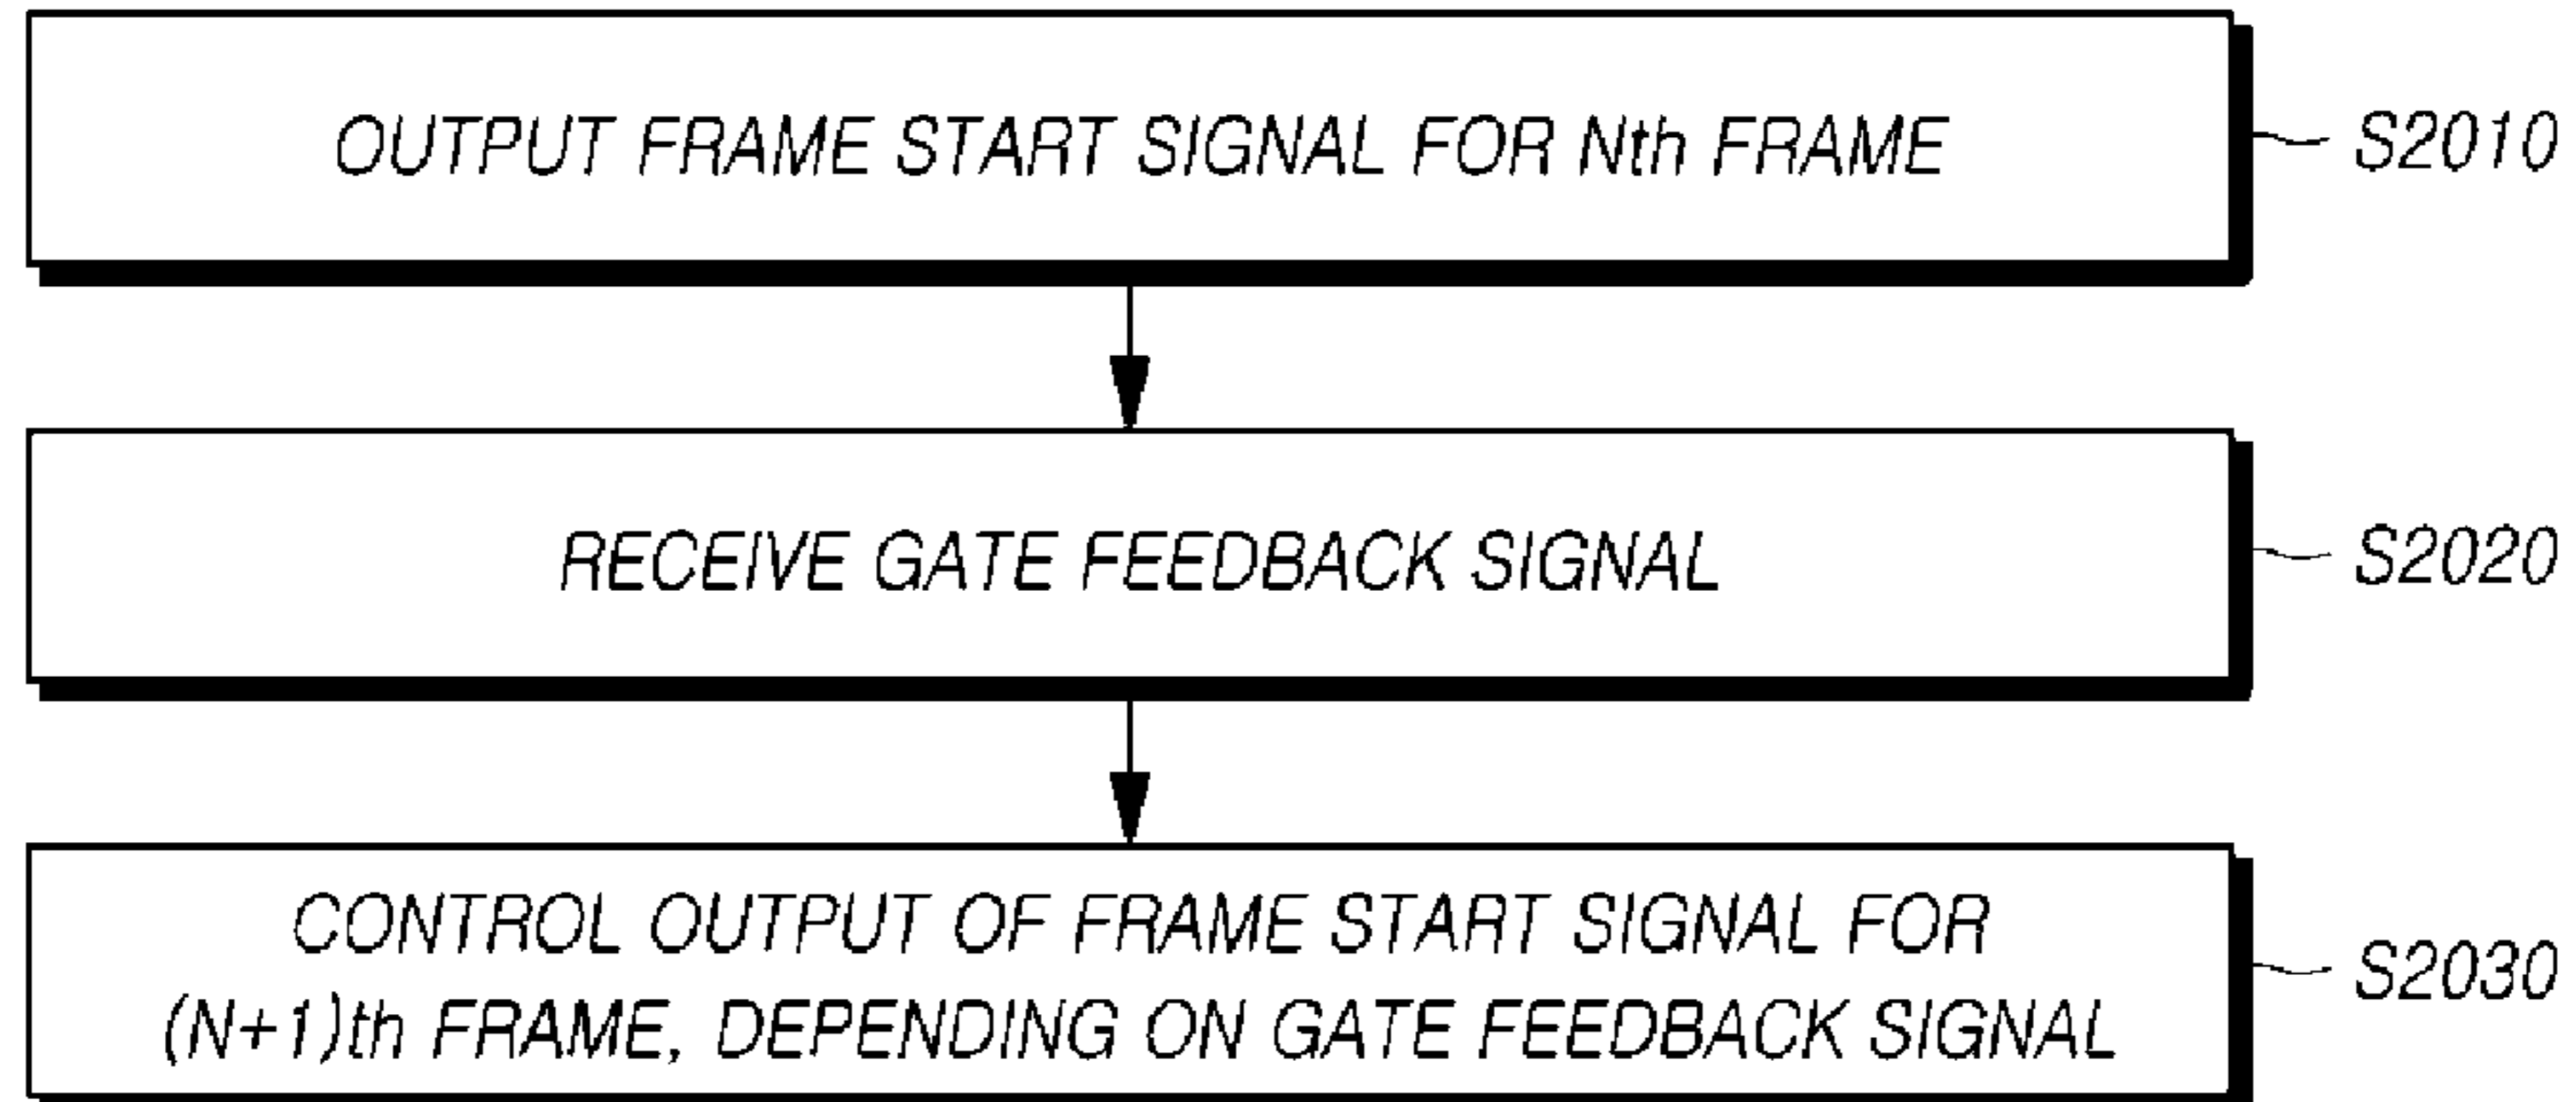 OUTPUT FRAME START SIGNAL FOR Nth FRAME
S2010
RECEIVE GATE FEEDBACK SIGNAL
S2020
CONTROL OUTPUT OF FRAME START SIGNAL FOR
(N+1)th FRAME, DEPENDING ON GATE FEEDBACK SIGNAL
S2030